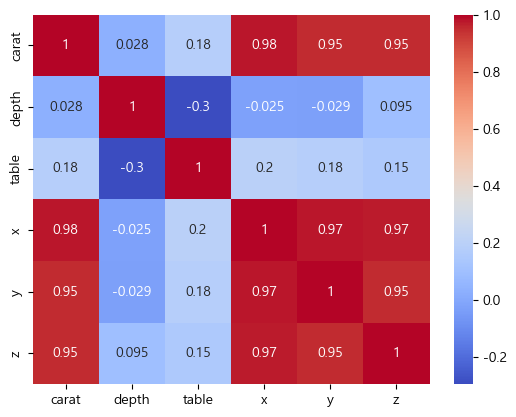 carat 1 0.028 0.18 0.98 0.95 0.95
depth 0.028 1 -0.3 -0.025 -0.029 0.095
table 0.18 -0.3 1 0.2 0.18 0.15
x 0.98 -0.025 0.2 1 0.97 0.97
y 0.95 -0.029 0.18 0.97 1 0.95
z 0.95 0.095 0.15 0.97 0.95 1
carat depth table x y z
1.0
0.8
0.6
0.4
0.2
0.0
-0.2